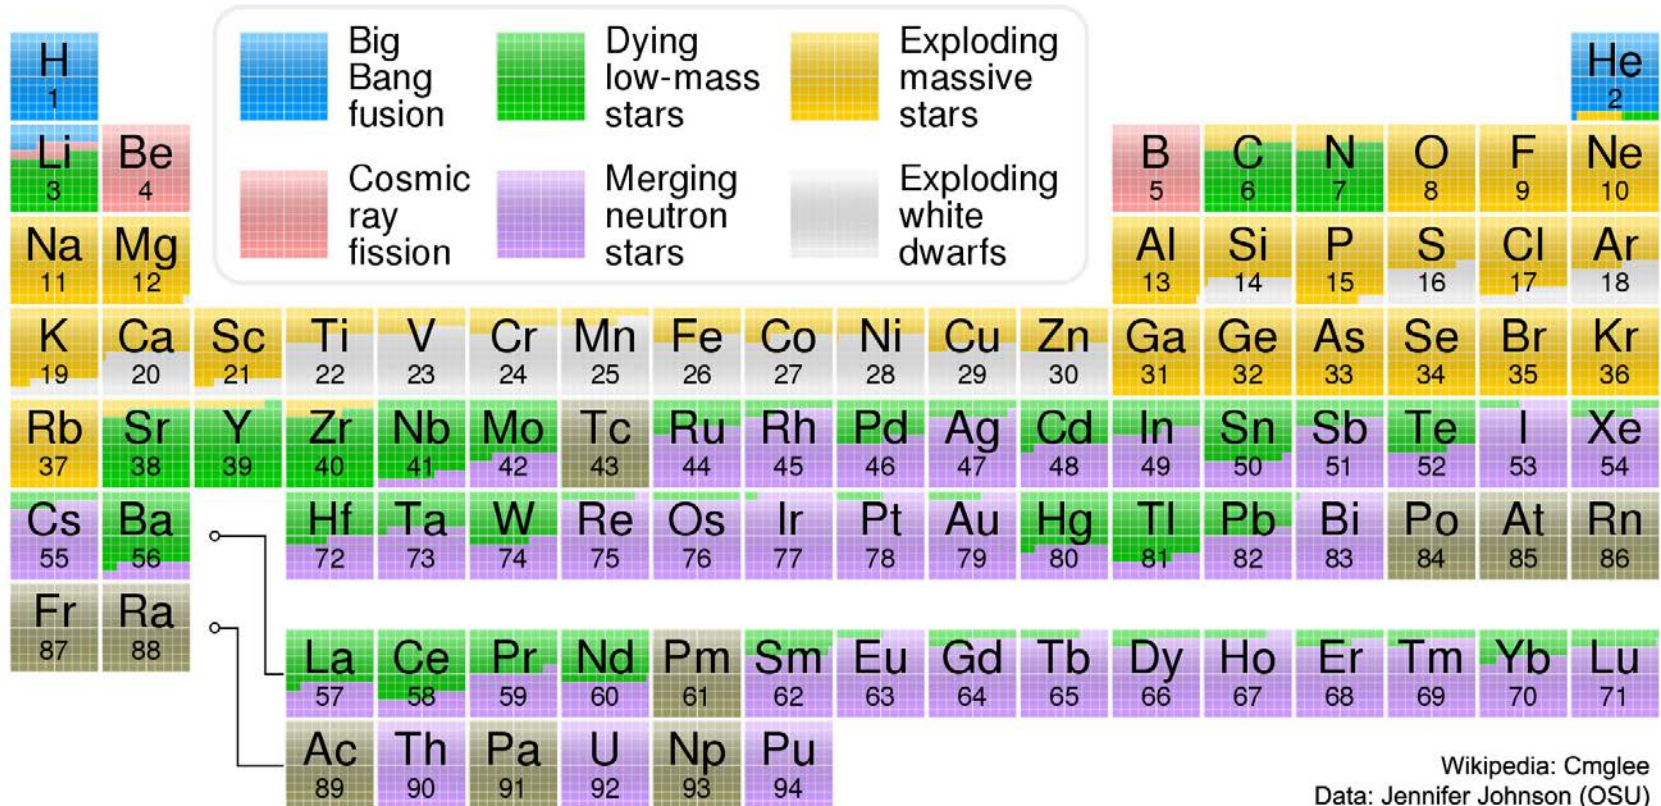 H
1
Big
Bang
fusion
Dying
low-mass
stars
Exploding
massive
stars
He
2
Li
3
Be
4
Cosmic
ray
fission
Merging
neutron
stars
Exploding
white
dwarfs
B
5
C
6
N
7
O
8
F
9
Ne
10
Na
11
Mg
12
Al
13
Si
14
P
15
S
16
Cl
17
Ar
18
K
19
Ca
20
Sc
21
Ti
22
V
23
Cr
24
Mn
25
Fe
26
Co
27
Ni
28
Cu
29
Zn
30
Ga
31
Ge
32
As
33
Se
34
Br
35
Kr
36
Rb
37
Sr
38
Y
39
Zr
40
Nb
41
Mo
42
Tc
43
Ru
44
Rh
45
Pd
46
Ag
47
Cd
48
In
49
Sn
50
Sb
51
Te
52
I
53
Xe
54
Cs
55
Ba
56
Hf
72
Ta
73
W
74
Re
75
Os
76
Ir
77
Pt
78
Au
79
Hg
80
Tl
81
Pb
82
Bi
83
Po
84
At
85
Rn
86
Fr
87
Ra
88
La
57
Ce
58
Pr
59
Nd
60
Pm
61
Sm
62
Eu
63
Gd
64
Tb
65
Dy
66
Ho
67
Er
68
Tm
69
Yb
70
Lu
71
Ac
89
Th
90
Pa
91
U
92
Np
93
Pu
94
Wikipedia: Cmglee
Data: Jennifer Johnson (OSU)